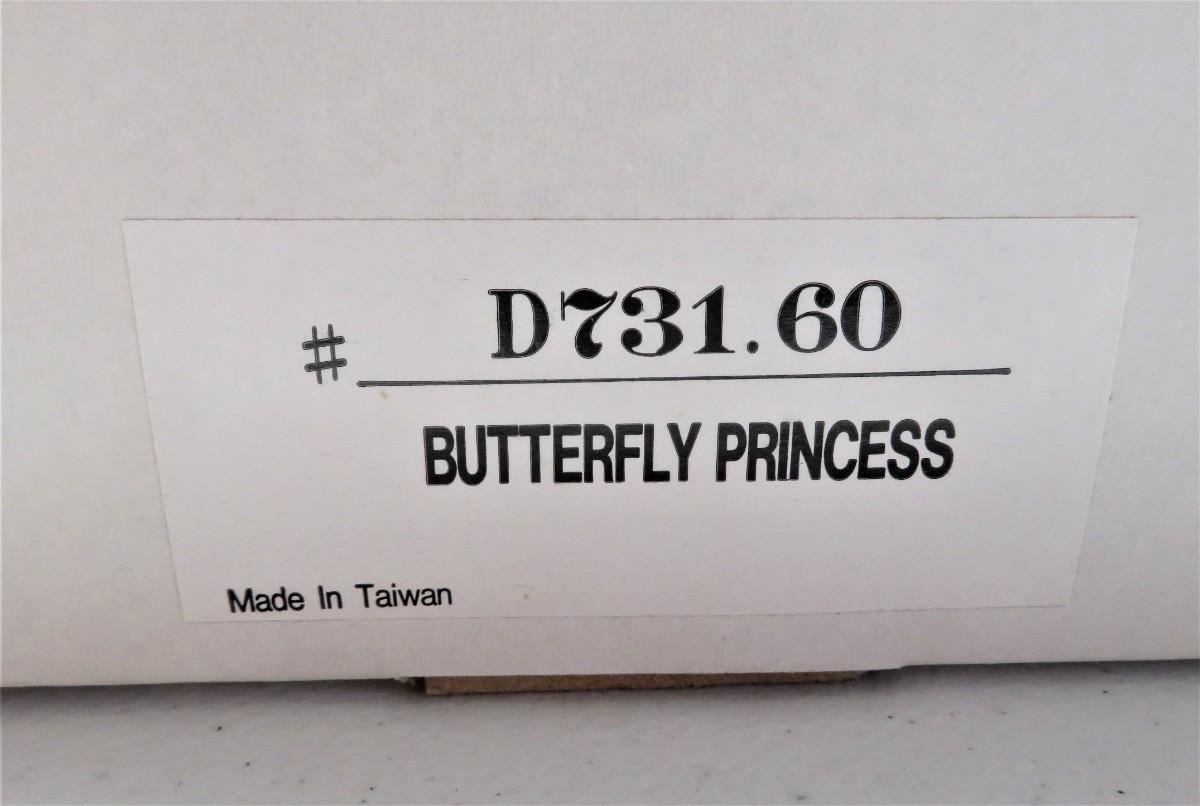 # D731.60
BUTTERFLY PRINCESS
Made In Taiwan